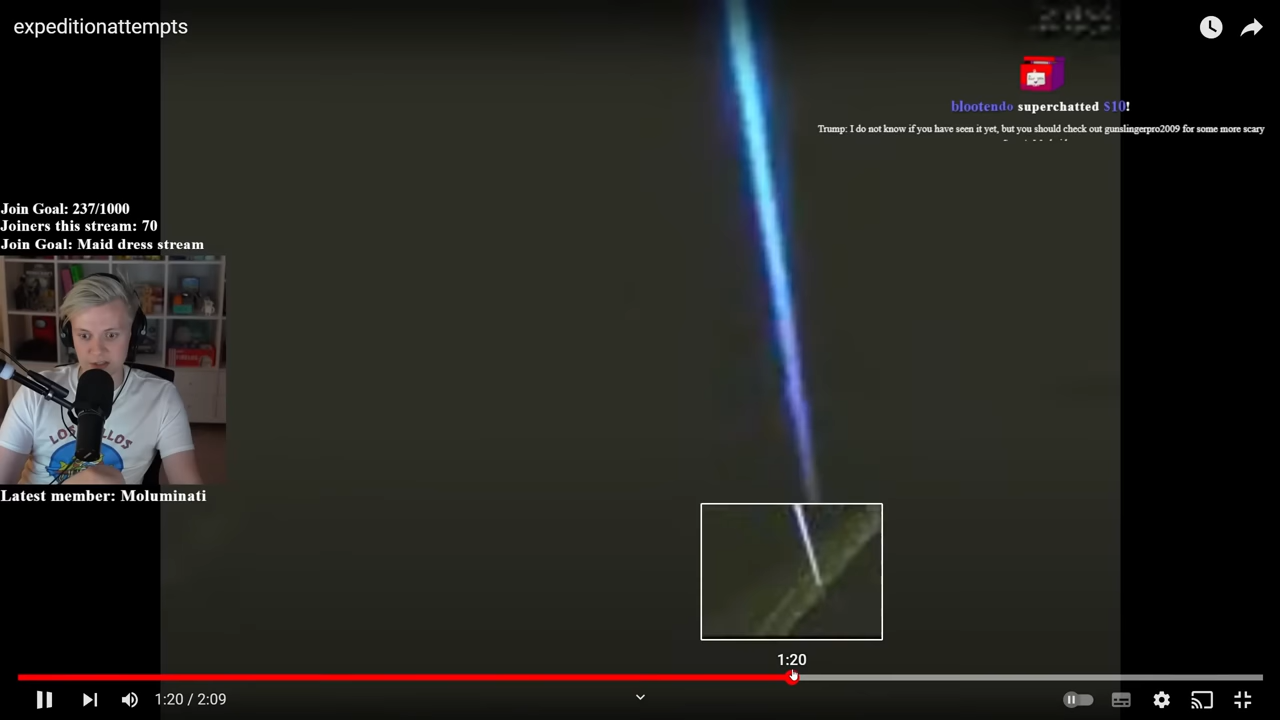 expeditionattempts
blootendo superchatted $10!
Trump: I do not know if you have seen it yet, but you should check out gunslingerpro2009 for some more scary
Join Goal: 237/1000
Joiners this stream: 70
Join Goal: Maid dress stream
LOS
LLOS
Latest member: Moluminati
1:20
1:20 / 2:09